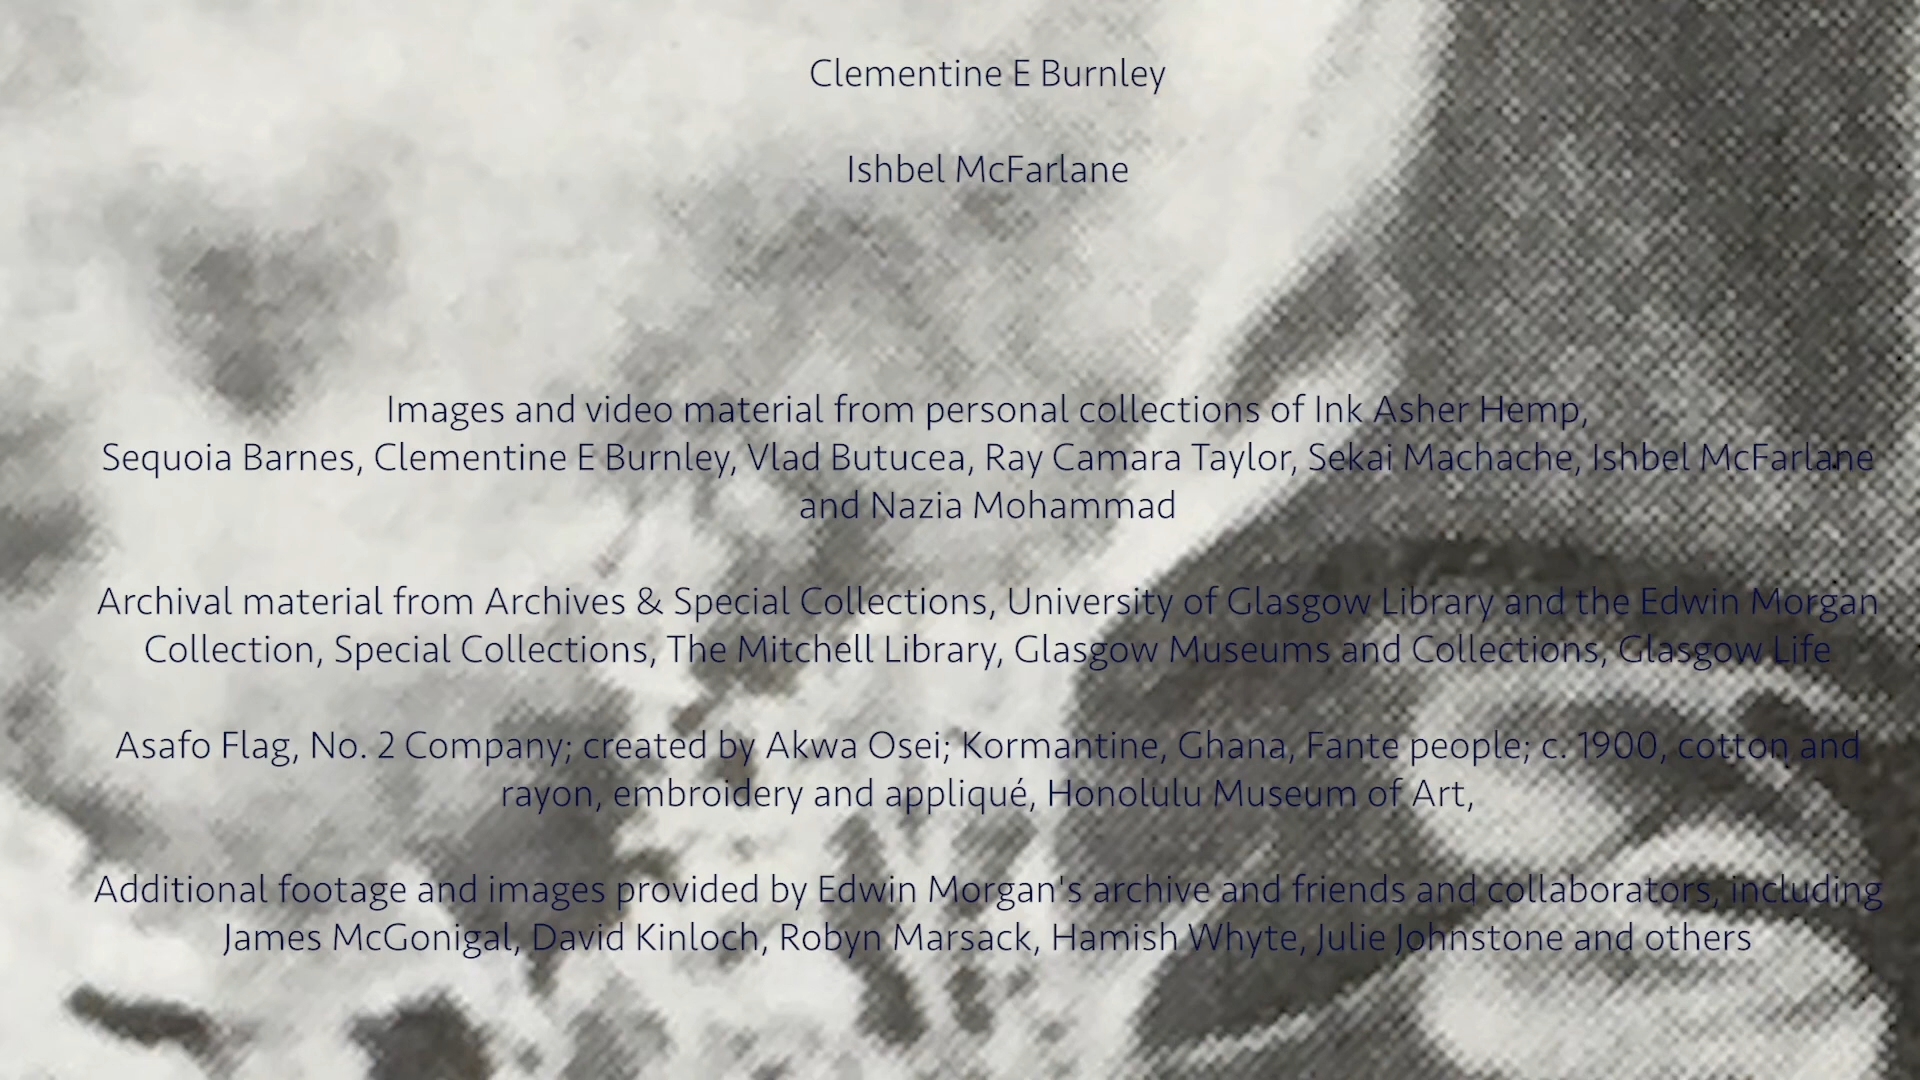 Clementine E Burnley
Ishbel McFarlane
Images and video material from personal collections of Ink Asher Hemp,
Sequoia Barnes, Clementine E Burnley, Vlad Butucea, Ray Camara Taylor, Sekai Machache, Ishbel McFarlane
and Nazia Mohammad
Archival material from Archives & Special Collections, University of Glasgow Library and the Edwin Morgan
Collection, Special Collections, The Mitchell Library, Glasgow Museums and Collections, Glasgow Life
Asafo Flag, No. 2 Company; created by Akwa Osei; Kormantine, Ghana, Fante people; c. 1900, cotton and
rayon, embroidery and appliqué, Honolulu Museum of Art,
Additional footage and images provided by Edwin Morgan's archive and friends and collaborators, including
James McGonigal, David Kinloch, Robyn Marsack, Hamish Whyte, Julie Johnstone and others